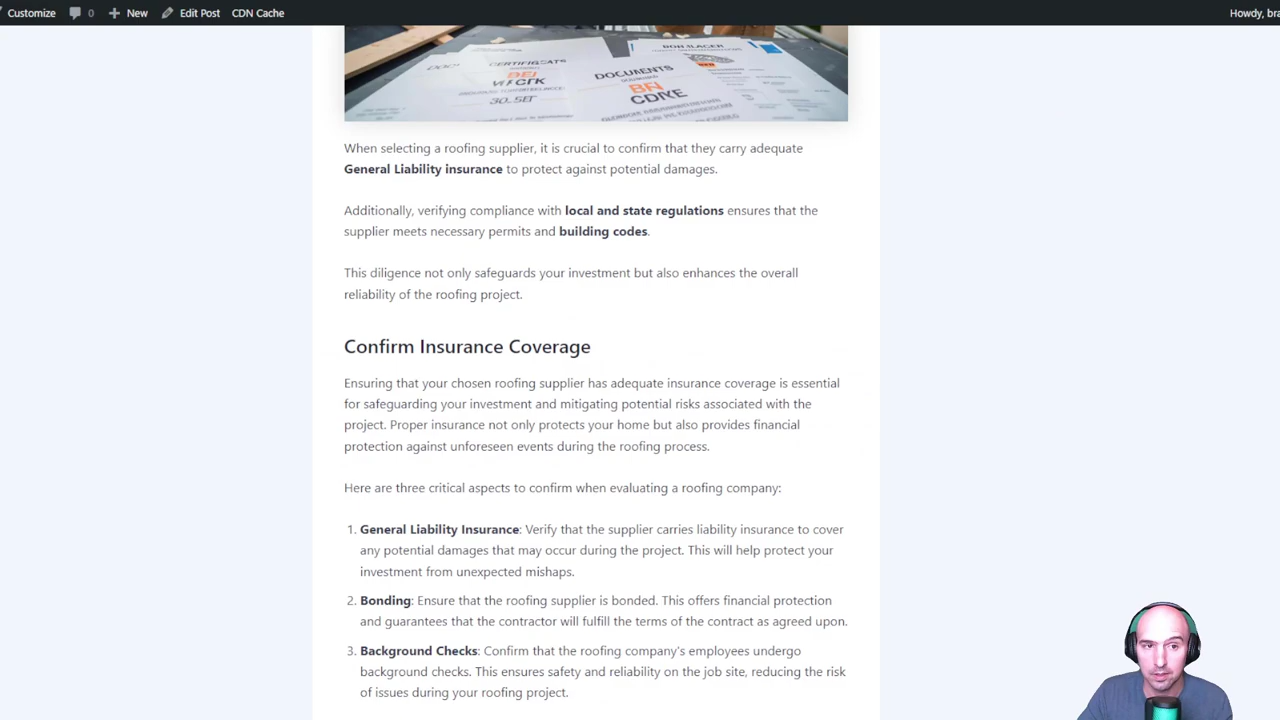 Customize 0 New Edit Post CDN Cache Howdy, bra
DOCUMENTS
30.5ET
CDRE
When selecting a roofing supplier, it is crucial to confirm that they carry adequate
General Liability insurance to protect against potential damages.
Additionally, verifying compliance with local and state regulations ensures that the
supplier meets necessary permits and building codes.
This diligence not only safeguards your investment but also enhances the overall
reliability of the roofing project.
Confirm Insurance Coverage
Ensuring that your chosen roofing supplier has adequate insurance coverage is essential
for safeguarding your investment and mitigating potential risks associated with the
project. Proper insurance not only protects your home but also provides financial
protection against unforeseen events during the roofing process.
Here are three critical aspects to confirm when evaluating a roofing company:
1. General Liability Insurance: Verify that the supplier carries liability insurance to cover
any potential damages that may occur during the project. This will help protect your
investment from unexpected mishaps.
2. Bonding: Ensure that the roofing supplier is bonded. This offers financial protection
and guarantees that the contractor will fulfill the terms of the contract as agreed upon.
3. Background Checks: Confirm that the roofing company's employees undergo
background checks. This ensures safety and reliability on the job site, reducing the risk
of issues during your roofing project.